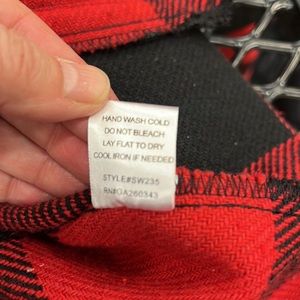 HAND WASH COLD
DO NOT BLEACH
LAY FLAT TO DRY
COOL IRON IF NEEDED
STYLE#SW235
RN#GA260343